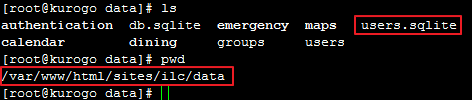 [root@kurogo data]# ls
authentication  db.sqlite  emergency  maps    users.sqlite
calendar        dining     groups     users
[root@kurogo data]# pwd
/var/www/html/sites/ilc/data
[root@kurogo data]#